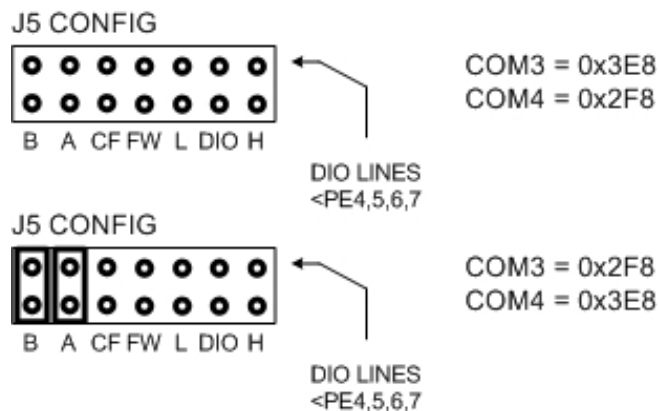 J5 CONFIG
COM3 = 0x3E8
COM4 = 0x2F8
B A CF FW L DIO H
DIO LINES
<PE4,5,6,7
J5 CONFIG
COM3 = 0x2F8
COM4 = 0x3E8
B A CF FW L DIO H
DIO LINES
<PE4,5,6,7